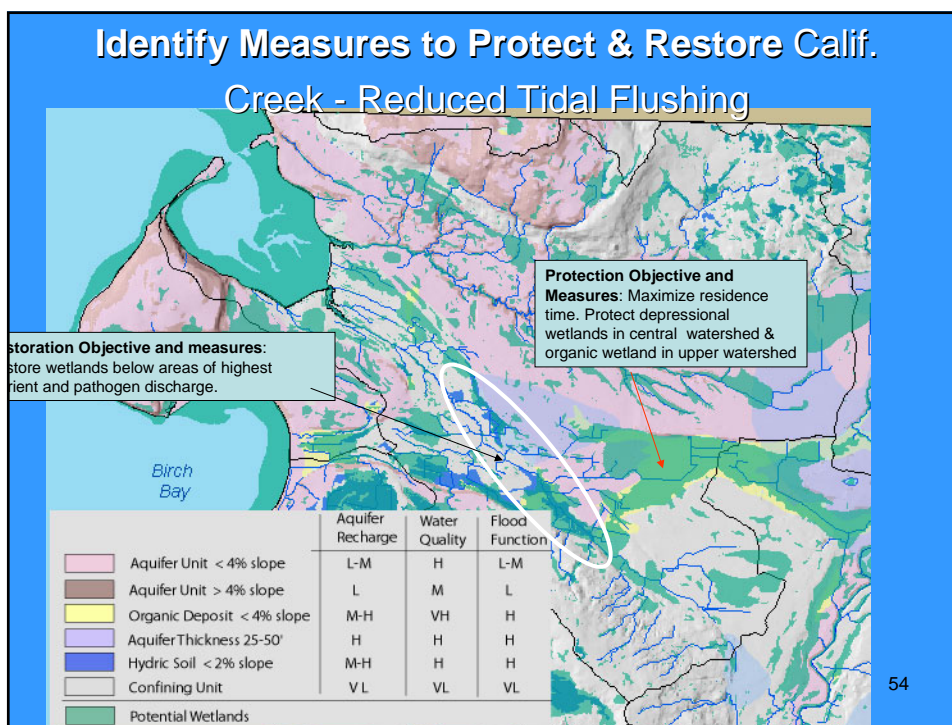 Identify Measures to Protect & Restore Calif.
Creek - Reduced Tidal Flushing
Protection Objective and
Measures: Maximize residence
time. Protect depressional
wetlands in central watershed &
organic wetland in upper watershed
storation Objective and measures:
store wetlands below areas of highest
rient and pathogen discharge.
Birch
Bay
Aquifer Recharge Water Quality Flood Function
Aquifer Unit < 4% slope L-M H L-M
Aquifer Unit > 4% slope L M L
Organic Deposit < 4% slope M-H VH H
Aquifer Thickness 25-50' H H H
Hydric Soil < 2% slope M-H H H
Confining Unit VL VL VL
Potential Wetlands
54